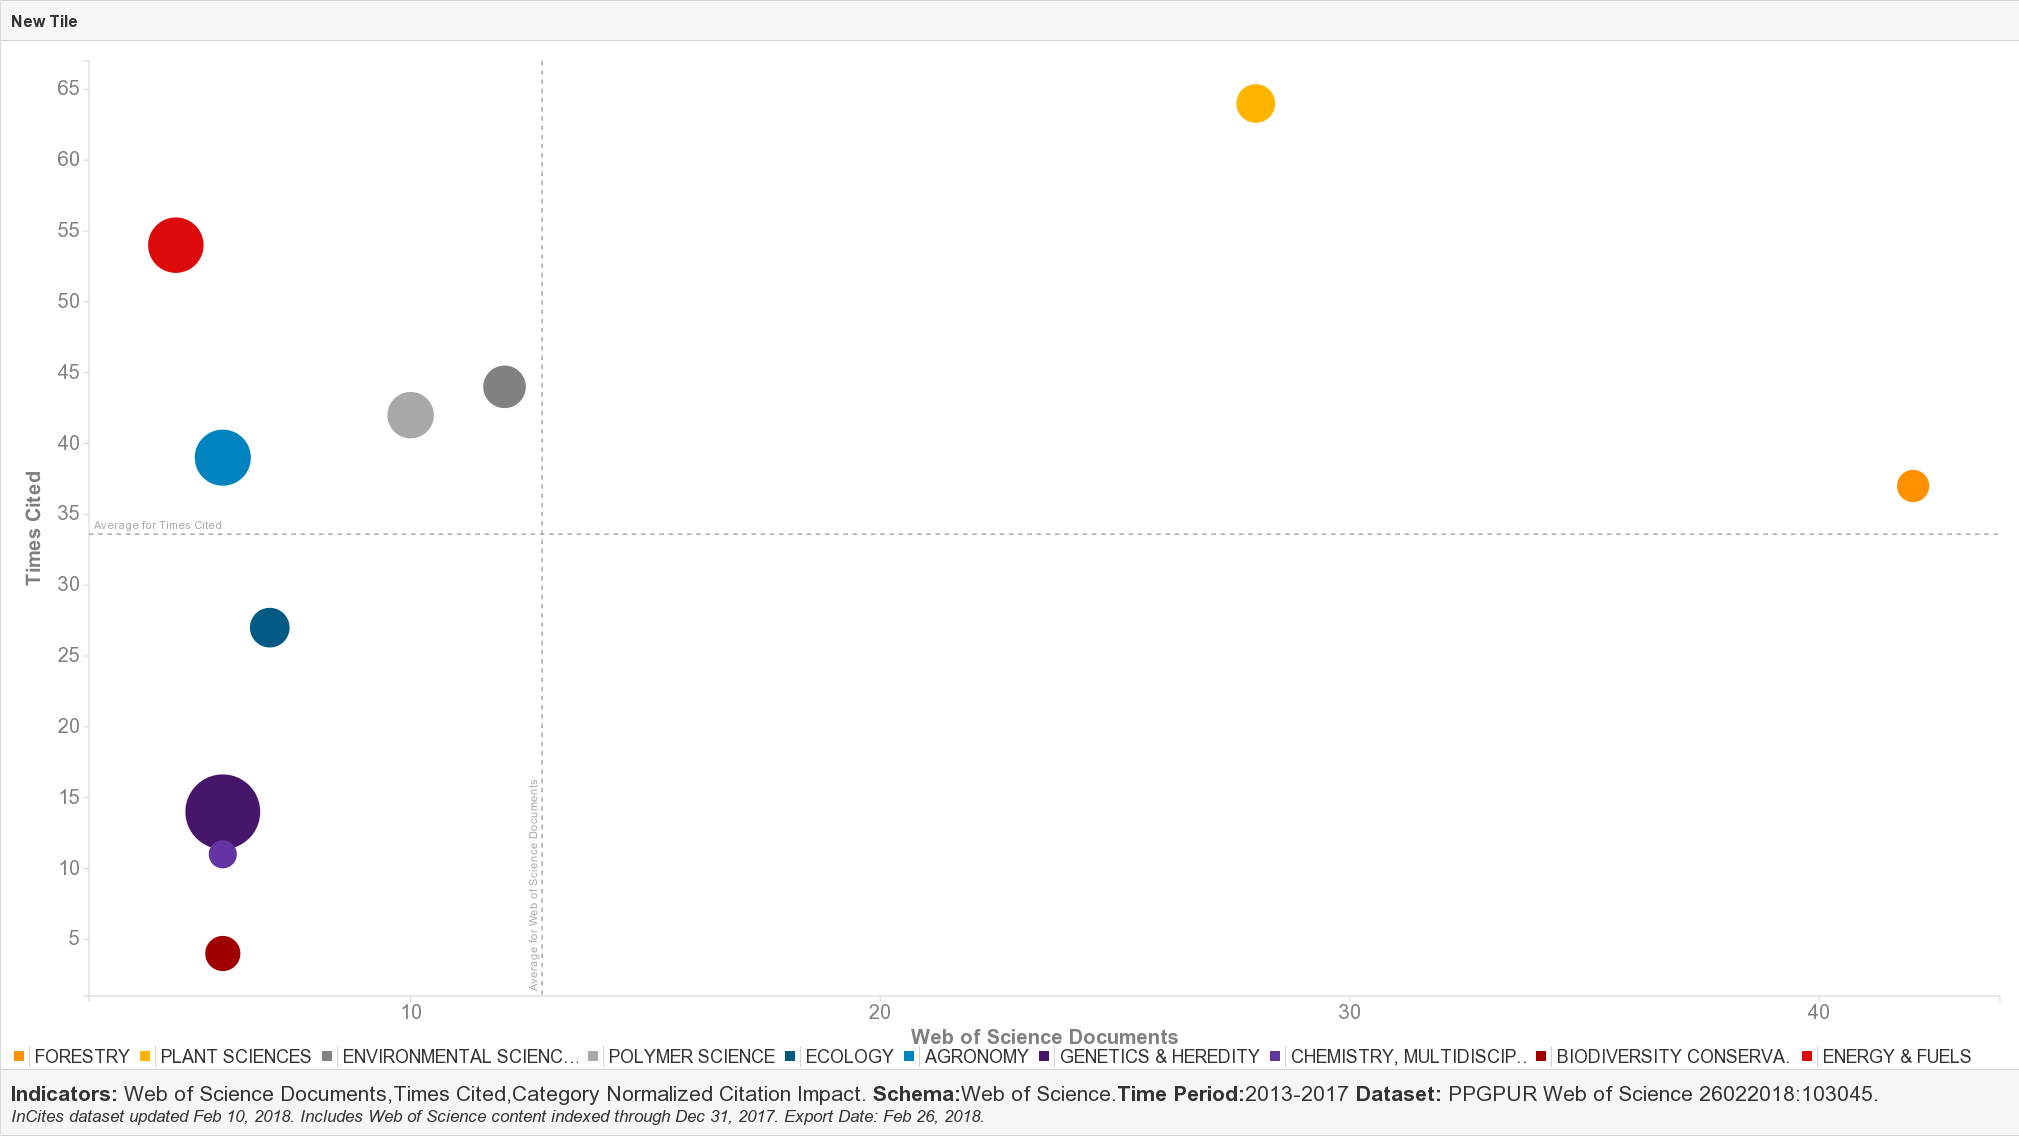 New Tile
65
60
55
50
45
40
35
30
25
20
15
10
5
Times Cited
Average for Times Cited
Average for Web of Science Documents
10 20 30 40
Web of Science Documents
FORESTRY PLANT SCIENCES ENVIRONMENTAL SCIENC... POLYMER SCIENCE ECOLOGY AGRONOMY GENETICS & HEREDITY CHEMISTRY, MULTIDISCIP.. BIODIVERSITY CONSERVA. ENERGY & FUELS
Indicators: Web of Science Documents,Times Cited,Category Normalized Citation Impact. Schema:Web of Science.Time Period:2013-2017 Dataset: PPGPUR Web of Science 26022018:103045.
InCites dataset updated Feb 10, 2018. Includes Web of Science content indexed through Dec 31, 2017. Export Date: Feb 26, 2018.